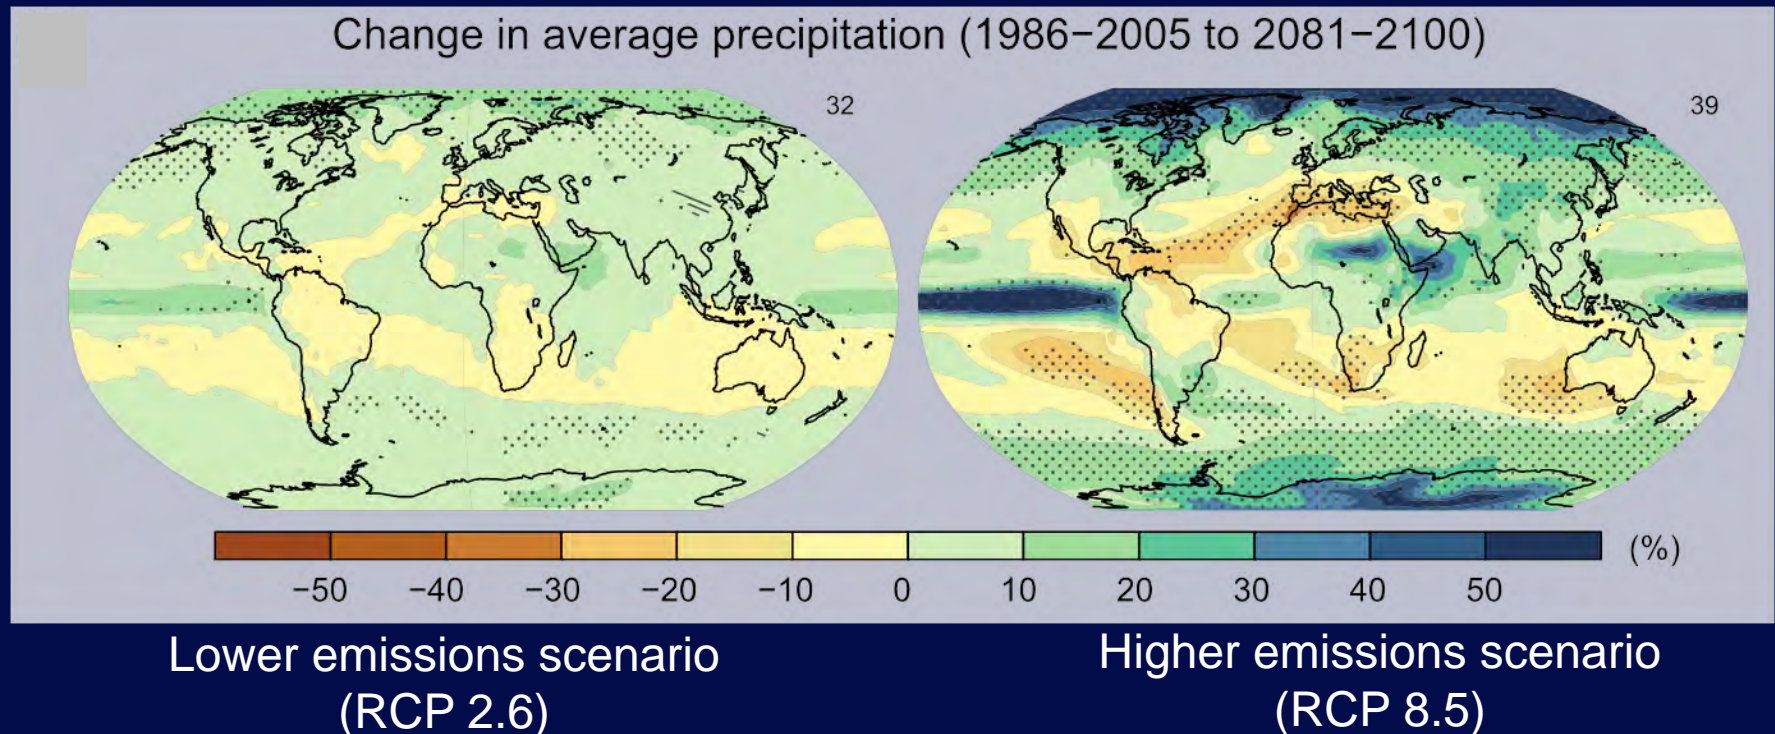 Change in average precipitation (1986−2005 to 2081−2100)
32
39
(%)
−50 −40 −30 −20 −10 0 10 20 30 40 50
Lower emissions scenario
(RCP 2.6)
Higher emissions scenario
(RCP 8.5)